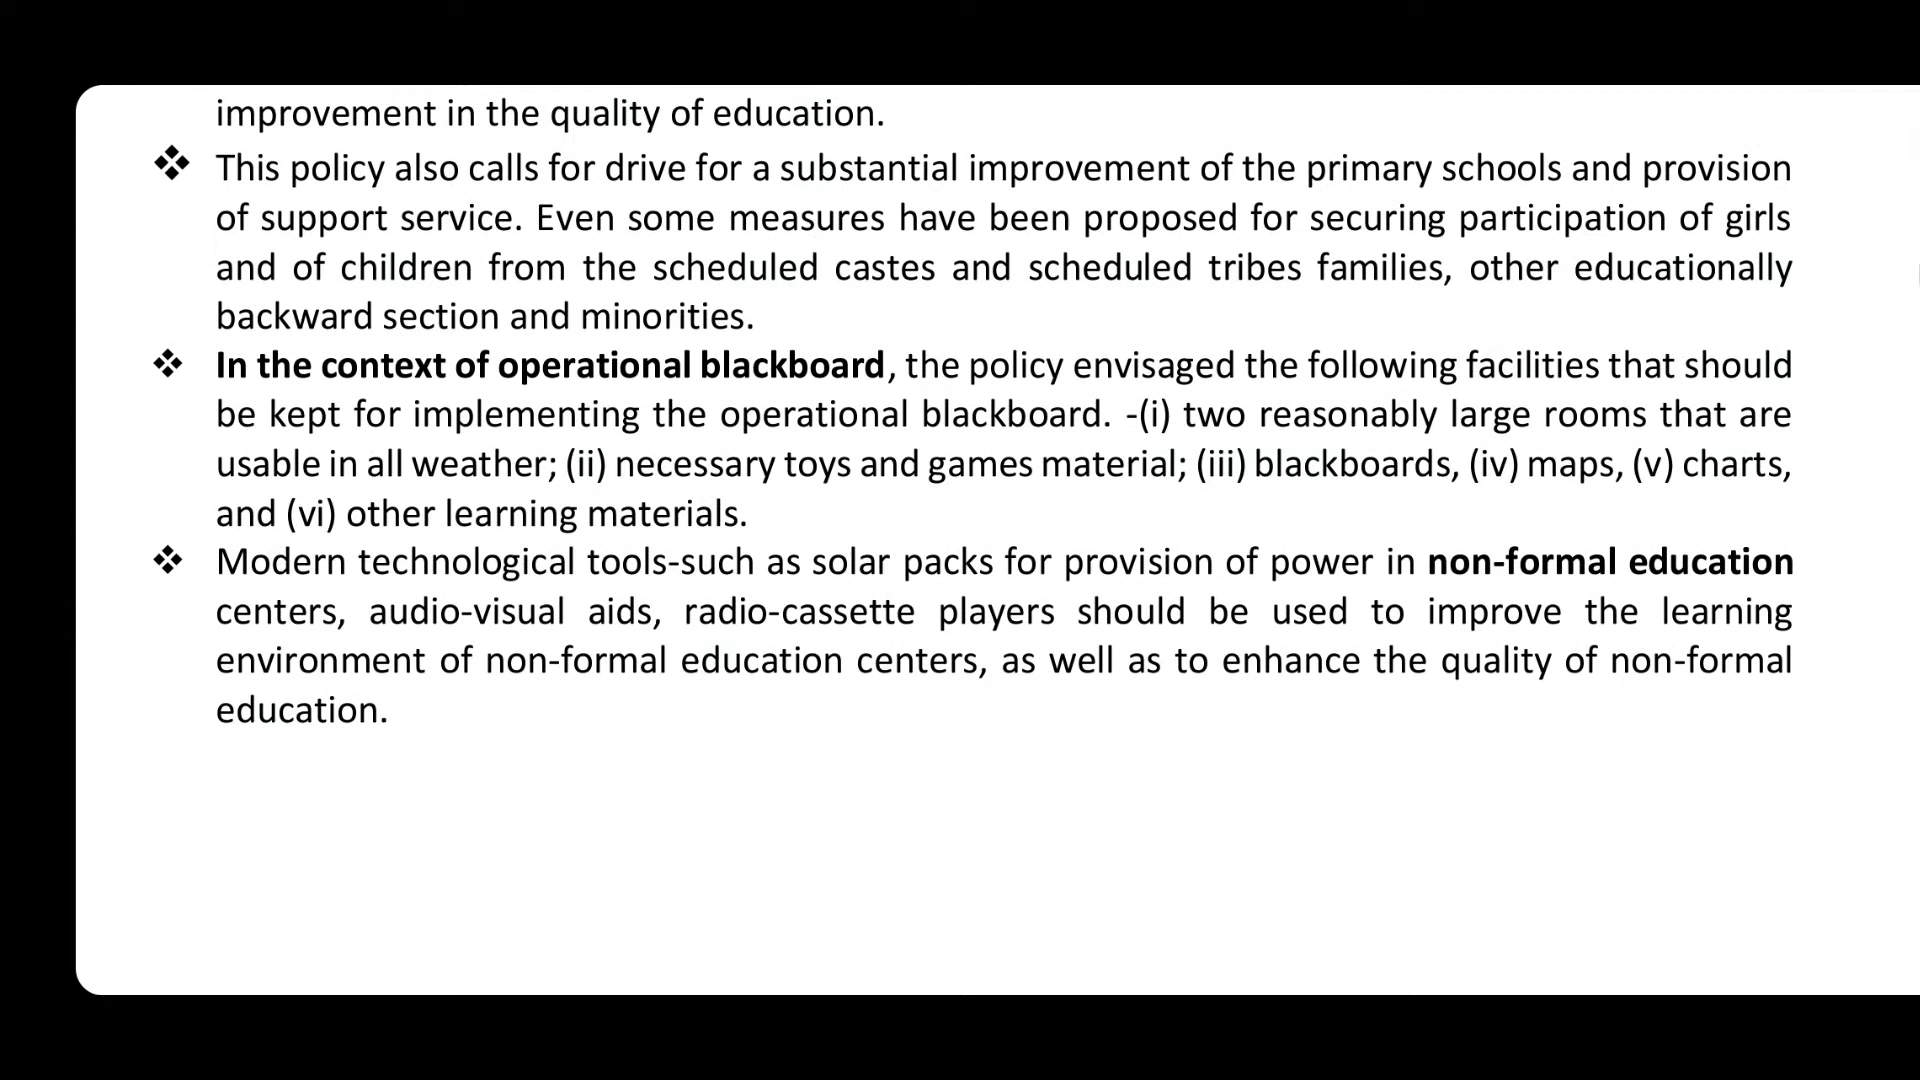 improvement in the quality of education.
❖ This policy also calls for drive for a substantial improvement of the primary schools and provision
of support service. Even some measures have been proposed for securing participation of girls
and of children from the scheduled castes and scheduled tribes families, other educationally
backward section and minorities.
❖ In the context of operational blackboard, the policy envisaged the following facilities that should
be kept for implementing the operational blackboard. -(i) two reasonably large rooms that are
usable in all weather; (ii) necessary toys and games material; (iii) blackboards, (iv) maps, (v) charts,
and (vi) other learning materials.
❖ Modern technological tools-such as solar packs for provision of power in non-formal education
centers, audio-visual aids, radio-cassette players should be used to improve the learning
environment of non-formal education centers, as well as to enhance the quality of non-formal
education.